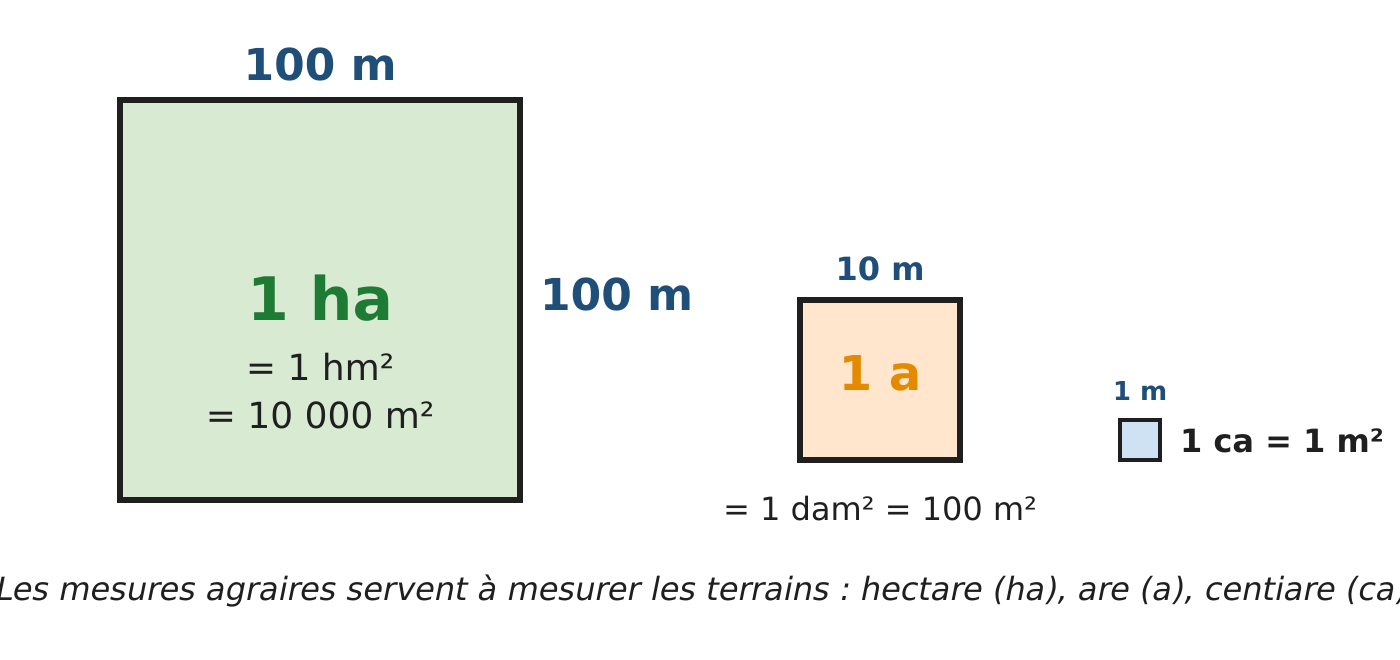 100 m
1 ha
= 1 hm²
= 10 000 m²
100 m
10 m
1 a
= 1 dam² = 100 m²
1 m
1 ca = 1 m²
Les mesures agraires servent à mesurer les terrains : hectare (ha), are (a), centiare (ca)